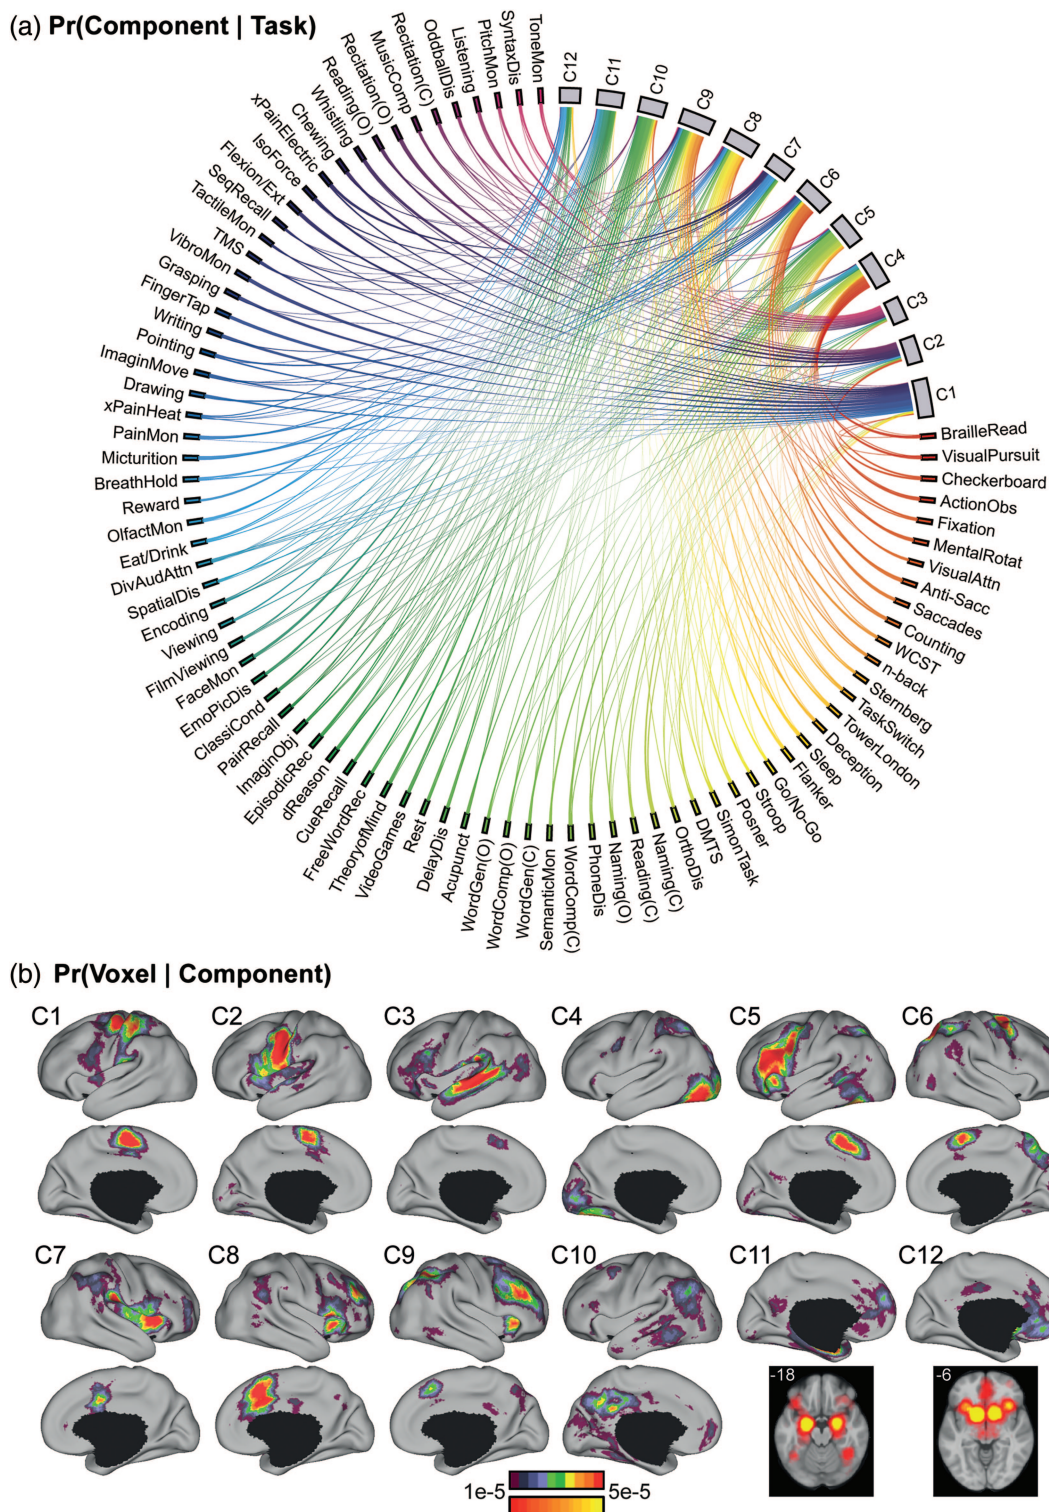 (a) Pr(Component | Task)
ToneMon
SyntaxDis
PitchMon
Listening
OddballDis
Recitation(C)
MusicComp
Recitation(O)
Reading(O)
Whistling
Chewing
xPainElectric
IsoForce
Flexion/Ext
SeqRecall
TactileMon
TMS
VibroMon
Grasping
FingerTap
Writing
Pointing
ImaginMove
Drawing
xPainHeat
PainMon
Micturition
BreathHold
Reward
OlfactMon
Eat/Drink
DivAudAttn
SpatialDis
Encoding
Viewing
FilmViewing
FaceMon
EmoPicDis
ClassiCond
PairRecall
ImaginObj
EpisodicRec
dReason
CueRecall
FreeWordRec
TheoryofMind
VideoGames
Rest
DelayDis
Acupunct
WordGen(O)
WordComp(O)
WordGen(C)
SemanticMon
WordComp(C)
PhoneDis
Naming(O)
Reading(C)
Naming(C)
OrthoDis
DMTS
SimonTask
Posner
Stroop
Go/No-Go
Flanker
Sleep
Deception
TowerLondon
TaskSwitch
Sternberg
n-back
WCST
Counting
Saccades
Anti-Sacc
VisualAttn
MentalRotat
Fixation
ActionObs
Checkerboard
VisualPursuit
BrailleRead
C1
C2
C3
C4
C5
C6
C7
C8
C9
C10
C11
C12
(b) Pr(Voxel | Component)
C1 C2 C3 C4 C5 C6
C7 C8 C9 C10 C11 C12
-18 -6
1e-5 5e-5